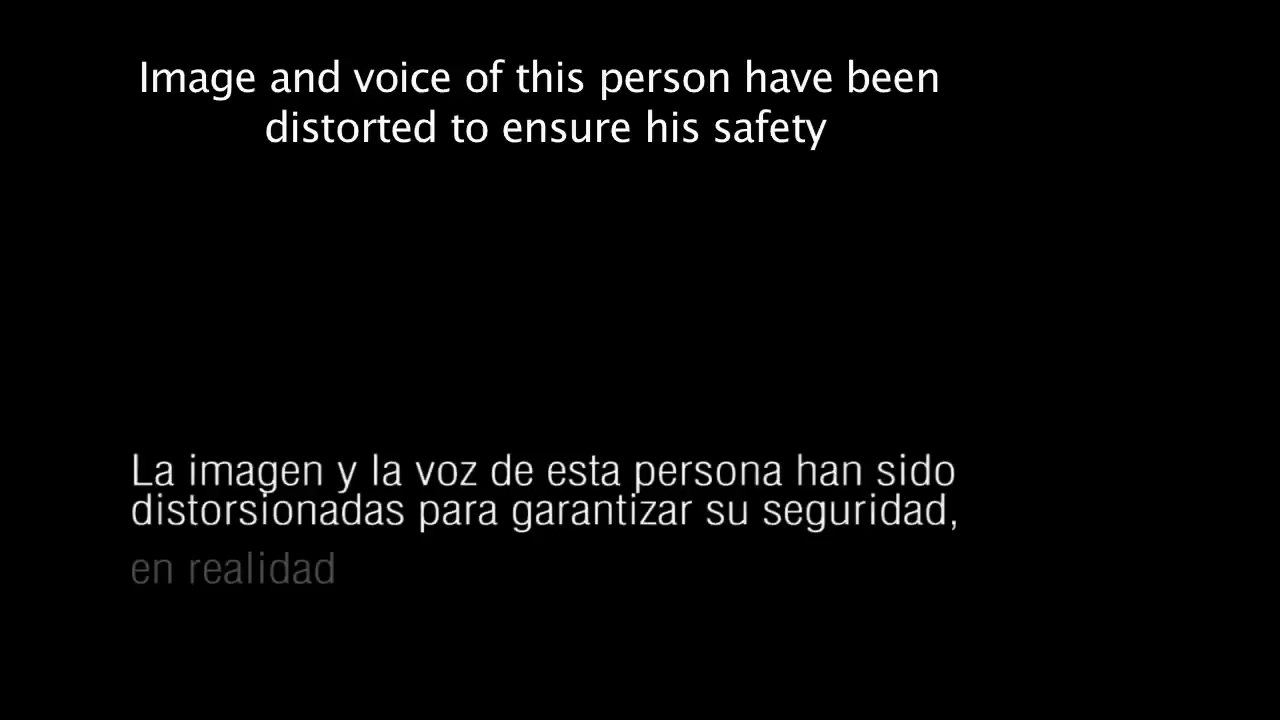 Image and voice of this person have been
distorted to ensure his safety
La imagen y la voz de esta persona han sido
distorsionadas para garantizar su seguridad,
en realidad